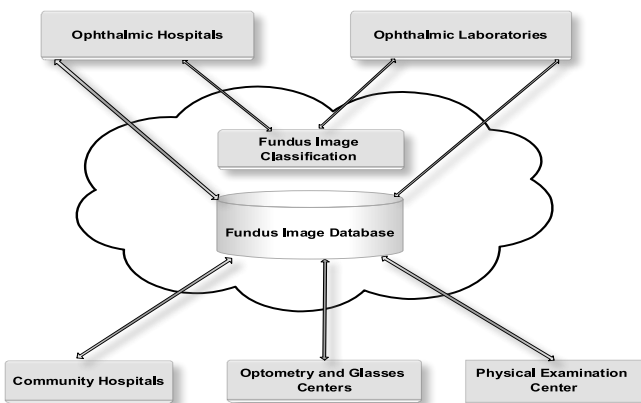 Ophthalmic Hospitals
Ophthalmic Laboratories
Fundus Image
Classification
Fundus Image Database
Community Hospitals
Optometry and Glasses
Centers
Physical Examination
Center